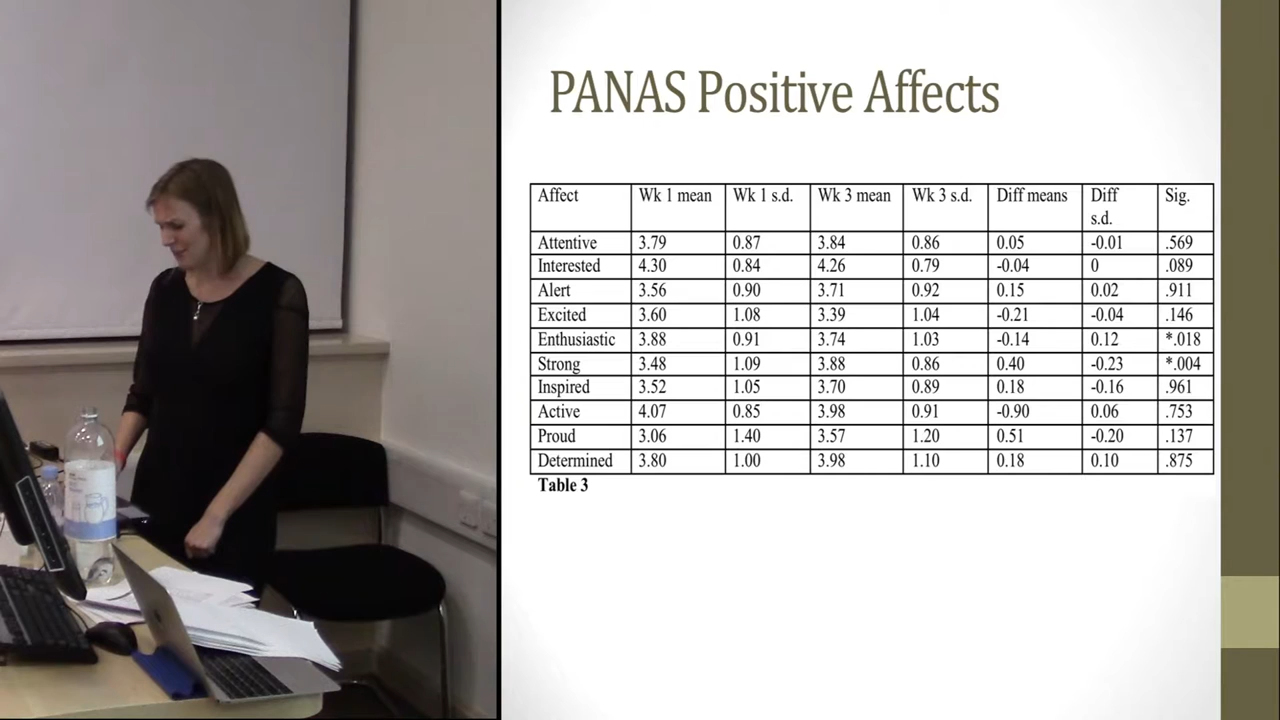 PANAS Positive Affects
Affect Wk 1 mean Wk 1 s.d. Wk 3 mean Wk 3 s.d. Diff means Diff s.d. Sig.
Attentive 3.79 0.87 3.84 0.86 0.05 -0.01 .569
Interested 4.30 0.84 4.26 0.79 -0.04 0 .089
Alert 3.56 0.90 3.71 0.92 0.15 0.02 .911
Excited 3.60 1.08 3.39 1.04 -0.21 -0.04 .146
Enthusiastic 3.88 0.91 3.74 1.03 -0.14 0.12 *.018
Strong 3.48 1.09 3.88 0.86 0.40 -0.23 *.004
Inspired 3.52 1.05 3.70 0.89 0.18 -0.16 .961
Active 4.07 0.85 3.98 0.91 -0.90 0.06 .753
Proud 3.06 1.40 3.57 1.20 0.51 -0.20 .137
Determined 3.80 1.00 3.98 1.10 0.18 0.10 .875
Table 3